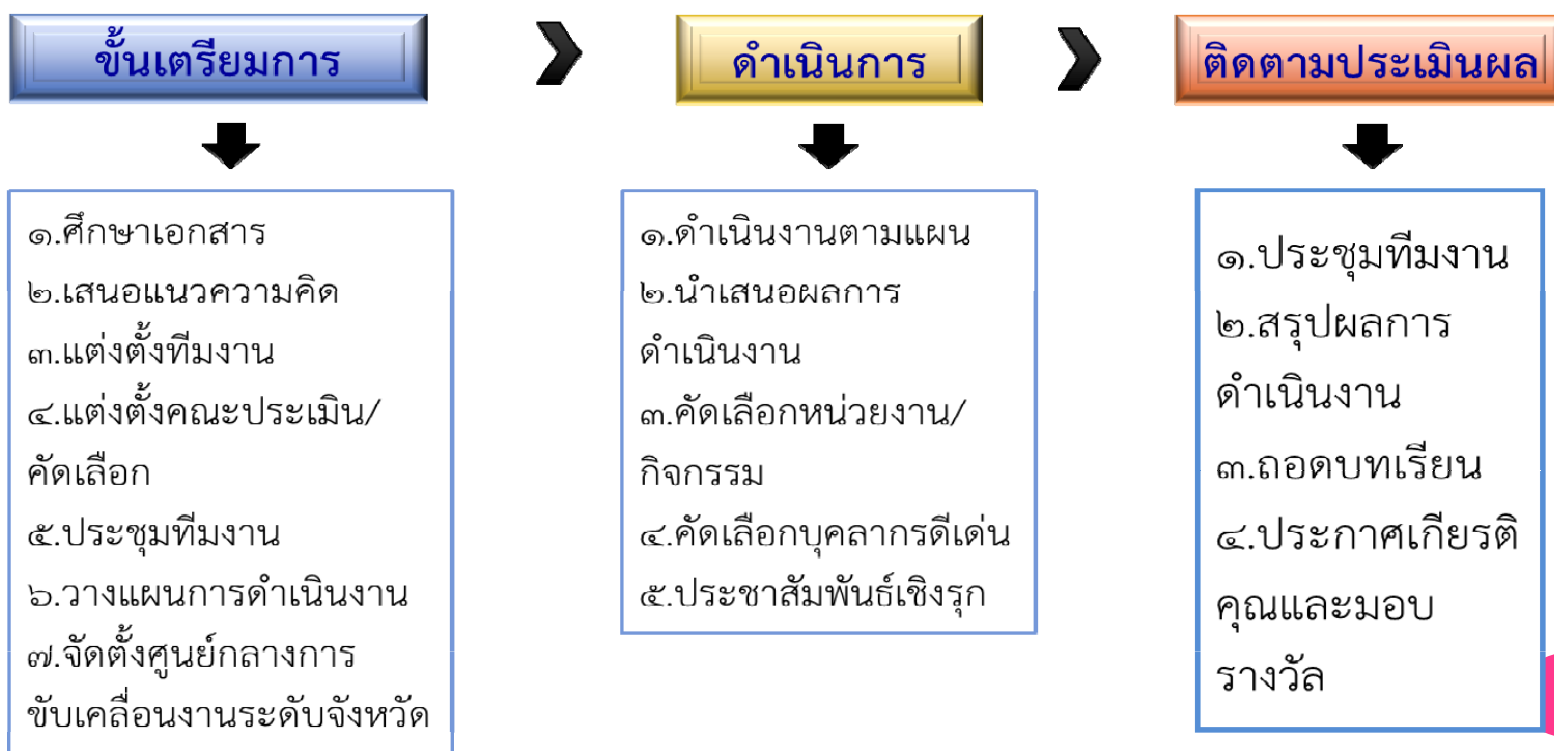 ขั้นเตรียมการ
ดำเนินการ
ติดตามประเมินผล
๑.ศึกษาเอกสาร
๒.เสนอแนวความคิด
๓.แต่งตั้งทีมงาน
๔.แต่งตั้งคณะประเมิน/
คัดเลือก
๕.ประชุมทีมงาน
๖.วางแผนการดำเนินงาน
๗.จัดตั้งศูนย์กลางการ
ขับเคลื่อนงานระดับจังหวัด
๑.ดำเนินงานตามแผน
๒.นำเสนอผลการ
ดำเนินงาน
๓.คัดเลือกหน่วยงาน/
กิจกรรม
๔.คัดเลือกบุคลากรดีเด่น
๕.ประชาสัมพันธ์เชิงรุก
๑.ประชุมทีมงาน
๒.สรุปผลการ
ดำเนินงาน
๓.ถอดบทเรียน
๔.ประกาศเกียรติ
คุณและมอบ
รางวัล